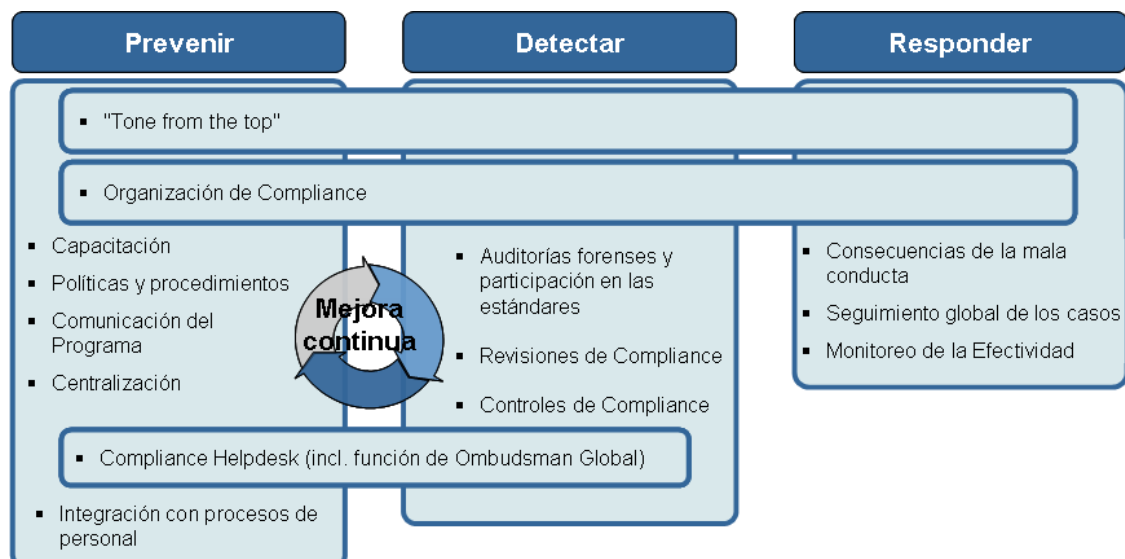 Prevenir
Detectar
Responder
▪ "Tone from the top"
▪ Organización de Compliance
▪ Capacitación
▪ Políticas y procedimientos
▪ Comunicación del
Programa
▪ Centralización
Mejora
continua
▪ Auditorías forenses y
participación en las
estándares
▪ Revisiones de Compliance
▪ Controles de Compliance
▪ Consecuencias de la mala
conducta
▪ Seguimiento global de los casos
▪ Monitoreo de la Efectividad
▪ Compliance Helpdesk (incl. función de Ombudsman Global)
▪ Integración con procesos de
personal